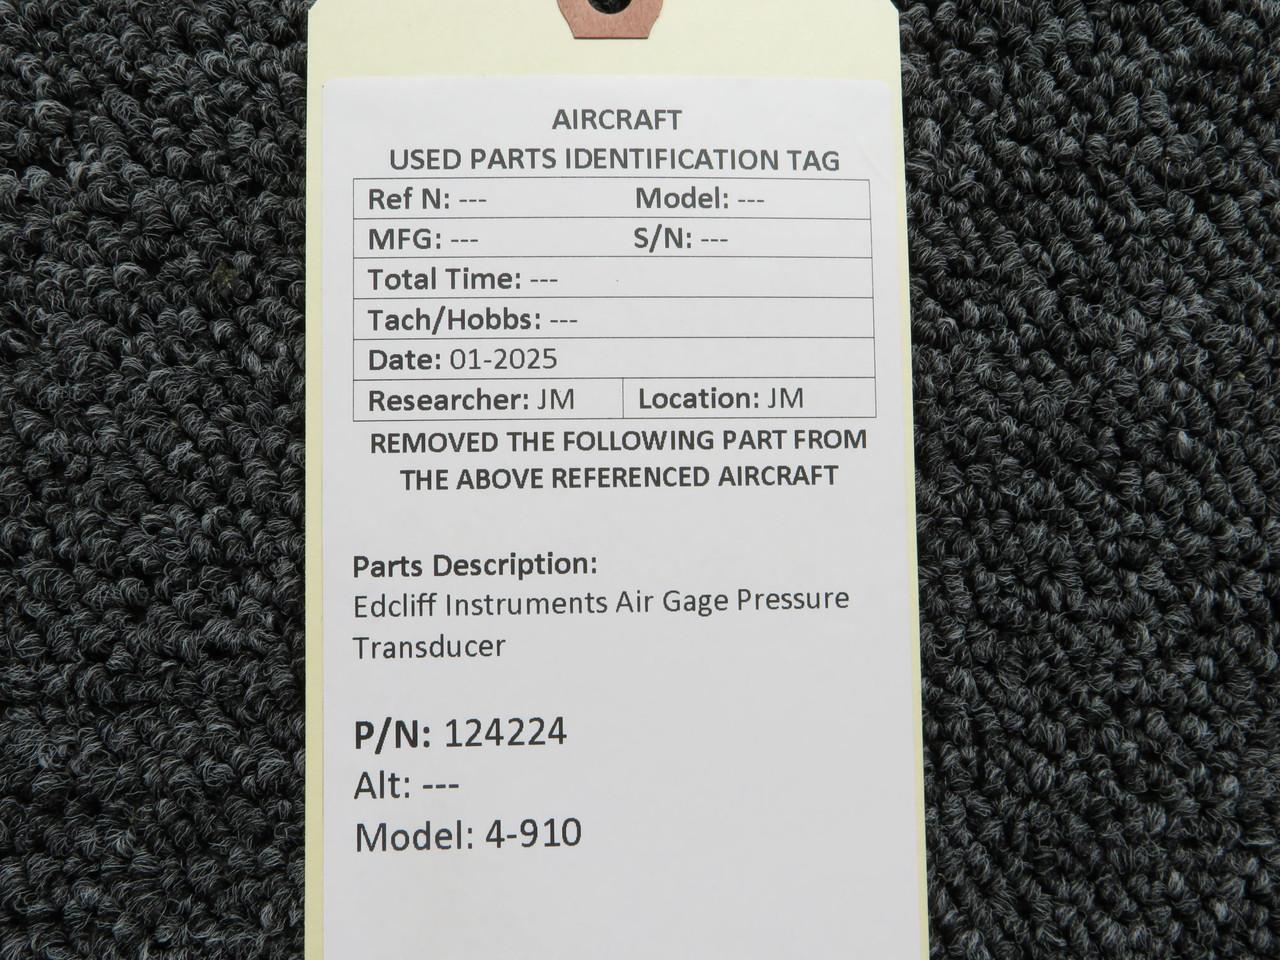 AIRCRAFT
USED PARTS IDENTIFICATION TAG
Ref N: --- Model: ---
MFG: --- S/N: ---
Total Time: ---
Tach/Hobbs: ---
Date: 01-2025
Researcher: JM Location: JM
REMOVED THE FOLLOWING PART FROM
THE ABOVE REFERENCED AIRCRAFT
Parts Description:
Edcliff Instruments Air Gage Pressure
Transducer
P/N: 124224
Alt: ---
Model: 4-910